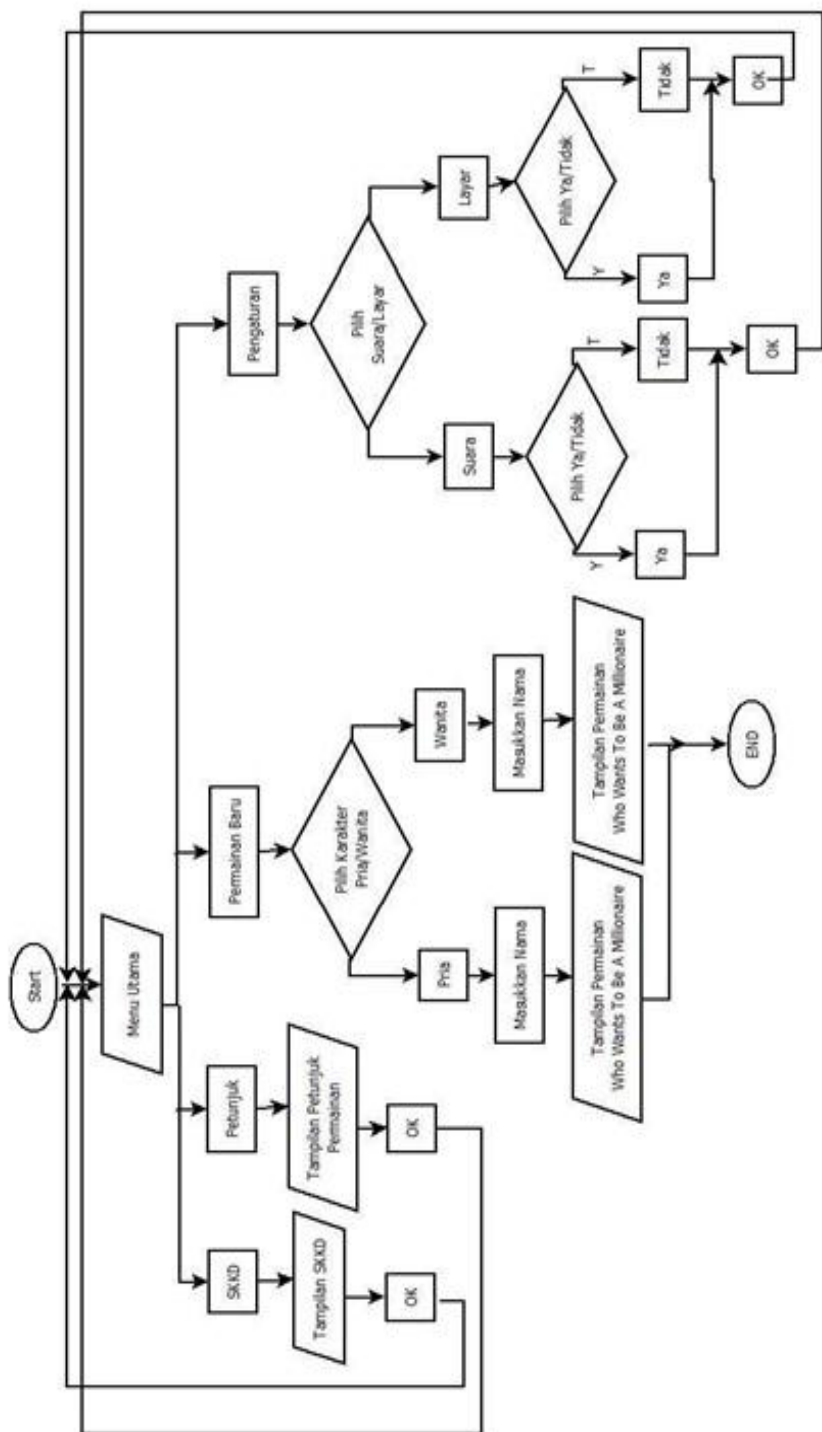 Start
Menu Utama
SKKD
Tampilan SKKD
OK
Petunjuk
Tampilan Petunjuk
Permainan
OK
Permainan Baru
Pilih Karakter
Pria/Wanita
Pria
Masukkan Nama
Tampilan Permainan
Who Wants To Be A Millionaire
Wanita
Masukkan Nama
Tampilan Permainan
Who Wants To Be A Millionaire
END
Pengaturan
Pilih
Suara/Layar
Suara
Pilih Ya/Tidak
Y
T
Ya
Tidak
OK
Layar
Pilih Ya/Tidak
Y
T
Ya
Tidak
OK